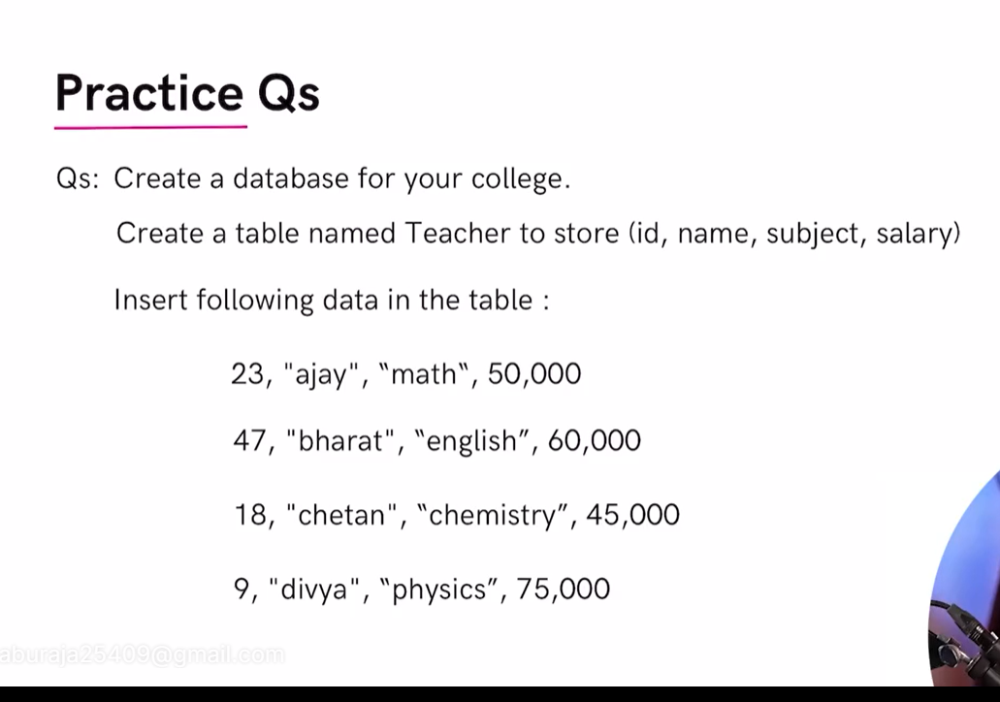 Practice Qs
Qs: Create a database for your college.
Create a table named Teacher to store (id, name, subject, salary)
Insert following data in the table :
23, "ajay", “math“, 50,000
47, "bharat", “english”, 60,000
18, "chetan", “chemistry”, 45,000
9, "divya", “physics”, 75,000
aburaja25409@gmail.com